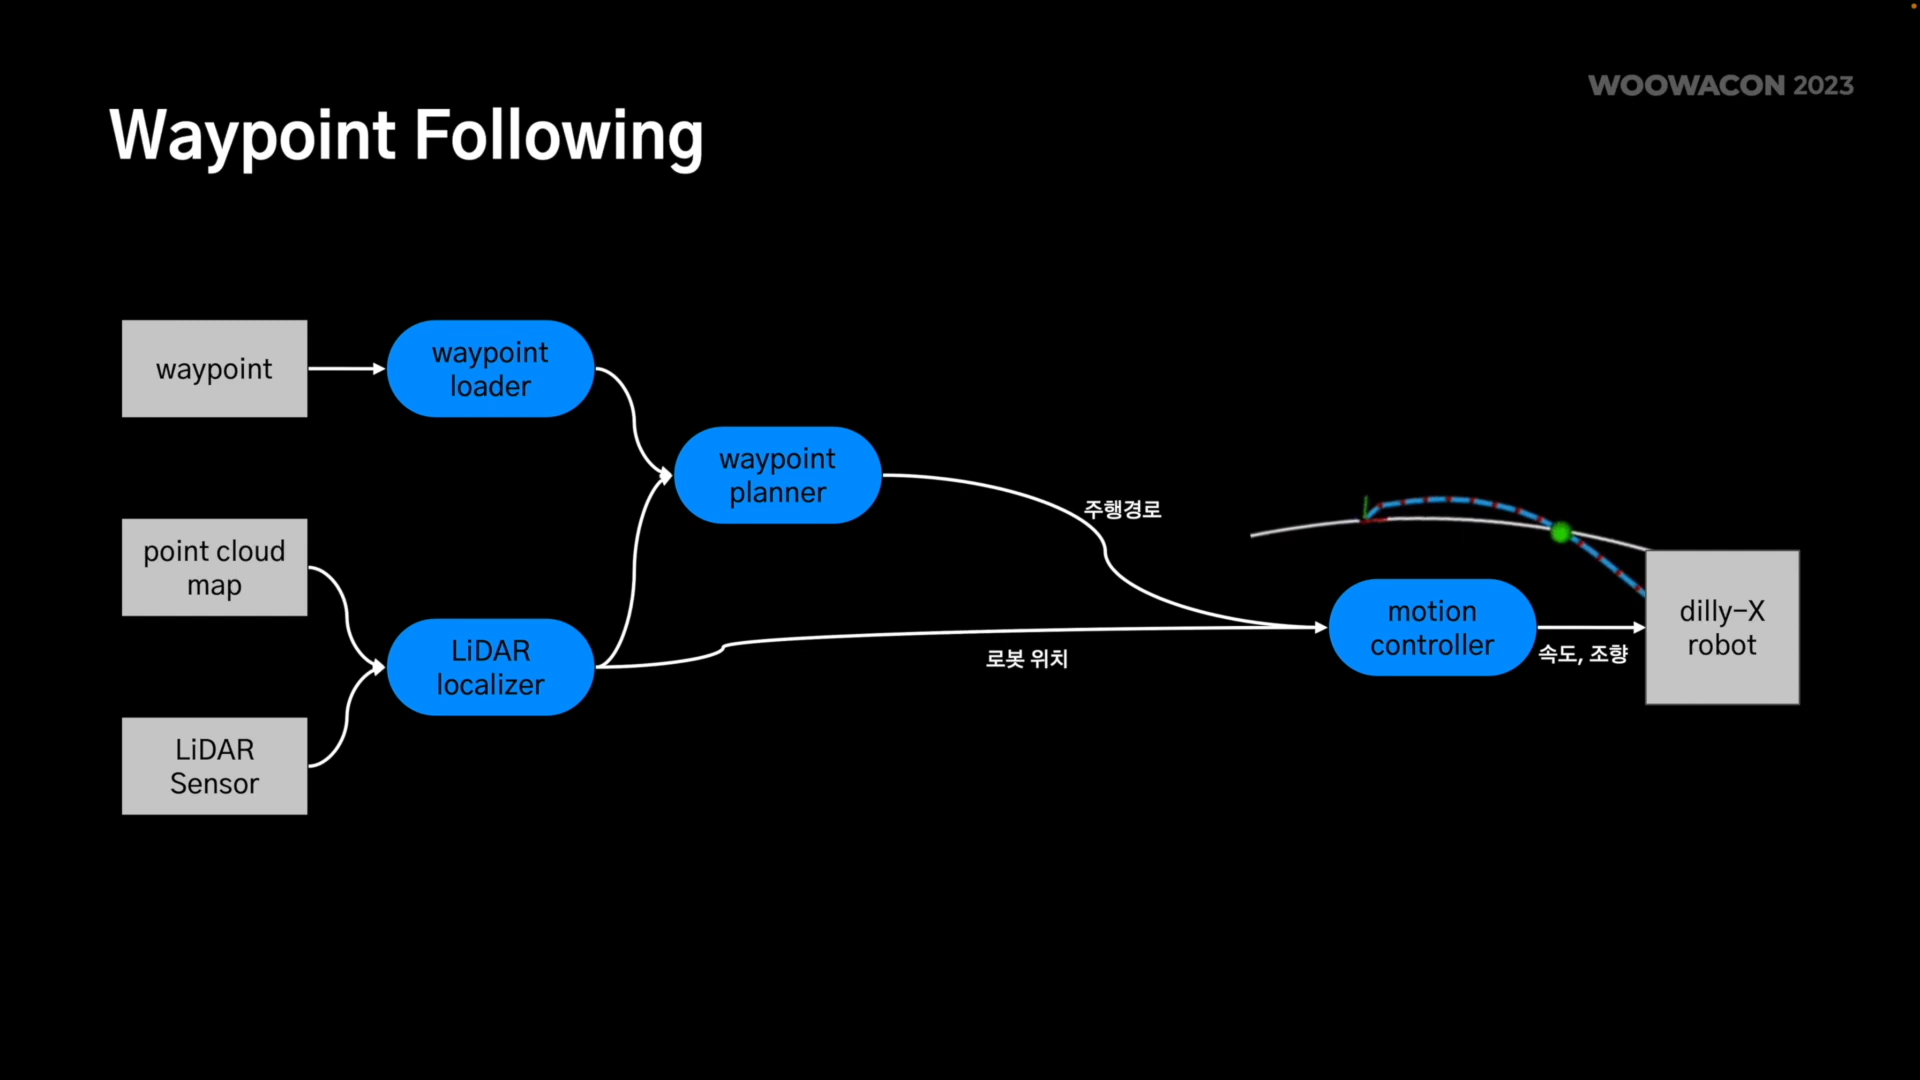 WOOWACON 2023
Waypoint Following
waypoint
waypoint
loader
waypoint
planner
주행경로
point cloud
map
LiDAR
localizer
로봇 위치
motion
controller
속도, 조향
dilly-X
robot
LiDAR
Sensor